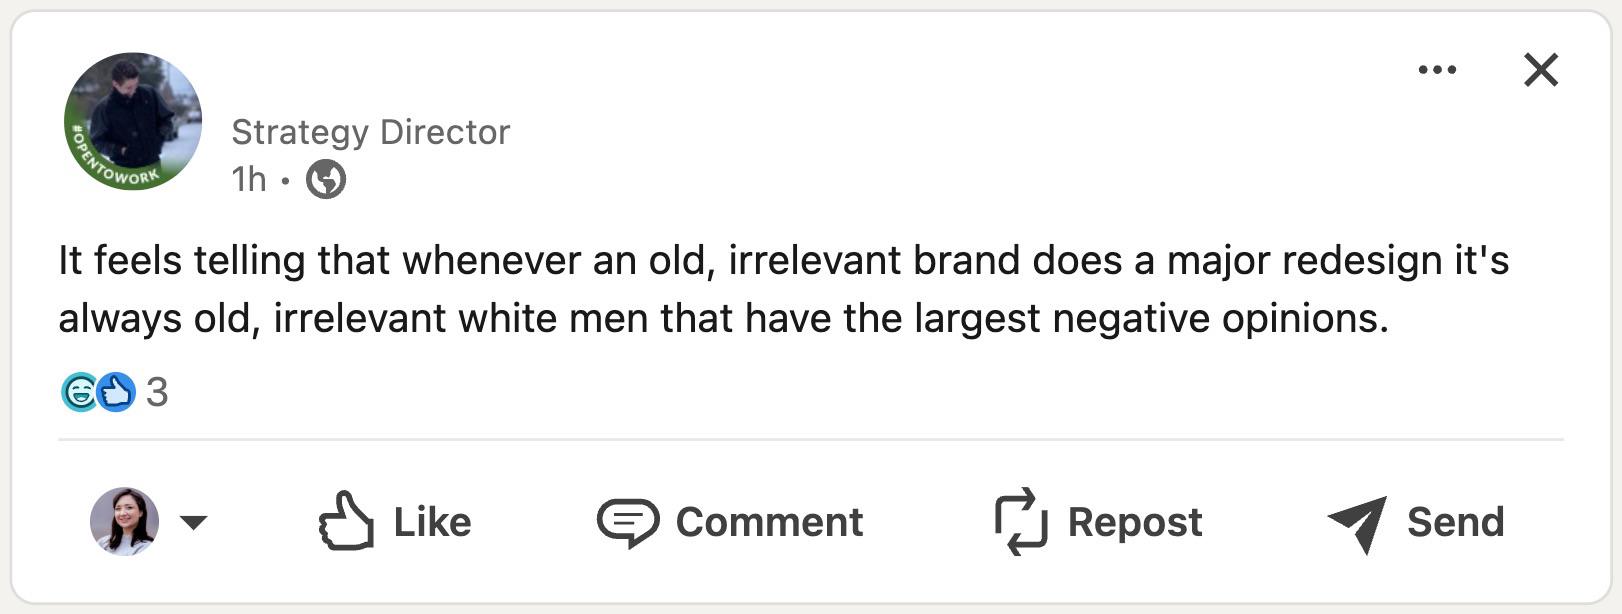 Strategy Director
#OPENTOWORK
1h •
It feels telling that whenever an old, irrelevant brand does a major redesign it's
always old, irrelevant white men that have the largest negative opinions.
3
Like
Comment
Repost
Send